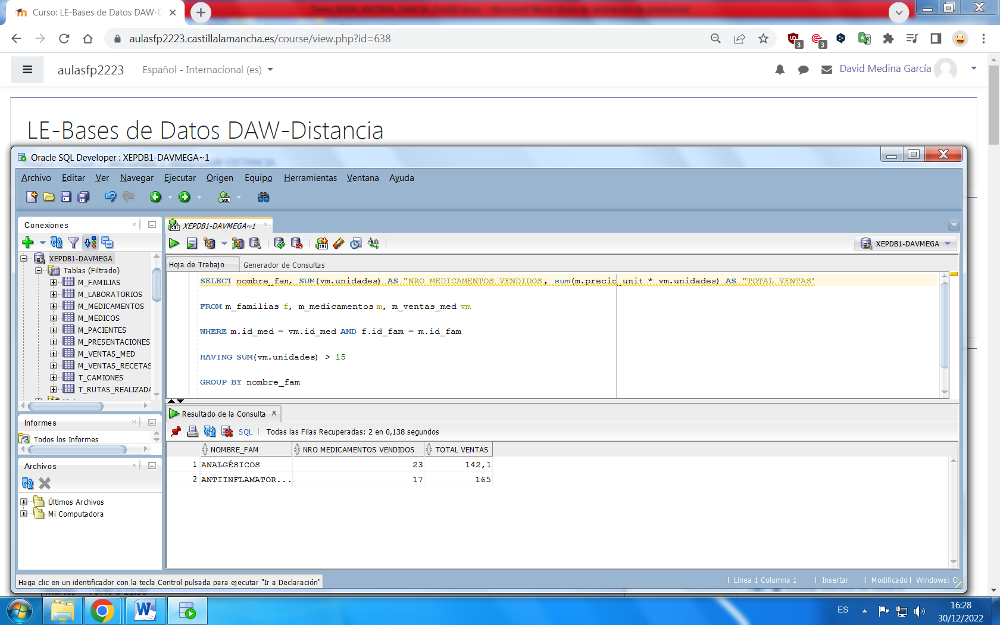 Curso: LE-Bases de Datos DAW-D
aulasfp2223.castillalamancha.es/course/view.php?id=638
3
3
aulasfp2223
Español - Internacional (es)
David Medina García
LE-Bases de Datos DAW-Distancia
Oracle SQL Developer : XEPDB1-DAVMEGA~1
Archivo Editar Ver Navegar Ejecutar Origen Equipo Herramientas Ventana Ayuda
Conexiones
XEPDB1-DAVMEGA~1
XEPDB1-DAVMEGA
XEPDB1-DAVMEGA
Tablas (Filtrado)
M_FAMILIAS
M_LABORATORIOS
M_MEDICAMENTOS
M_MEDICOS
M_PACIENTES
M_PRESENTACIONES
M_VENTAS_MED
M_VENTAS_RECETAS
T_CAMIONES
T_RUTAS_REALIZADA
Hoja de Trabajo Generador de Consultas
SELECT nombre_fam, SUM(vm.unidades) AS "NRO MEDICAMENTOS VENDIDOS, sum(m.precio_unit * vm.unidades) AS "TOTAL VENTAS"
FROM m_familias f, m_medicamentos m, m_ventas_med vm
WHERE m.id_med = vm.id_med AND f.id_fam = m.id_fam
HAVING SUM(vm.unidades) > 15
GROUP BY nombre_fam
Resultado de la Consulta
SQL Todas las Filas Recuperadas: 2 en 0,138 segundos
NOMBRE_FAM NRO MEDICAMENTOS VENDIDOS TOTAL VENTAS
1 ANALGÉSICOS 23 142,1
2 ANTIINFLAMATOR... 17 165
Informes
Todos los Informes
Archivos
Últimos Archivos
Mi Computadora
Haga clic en un identificador con la tecla Control pulsada para ejecutar "Ir a Declaración"
Línea 1 Columna 1 Insertar Modificado Windows: C
ES
16:28
30/12/2022